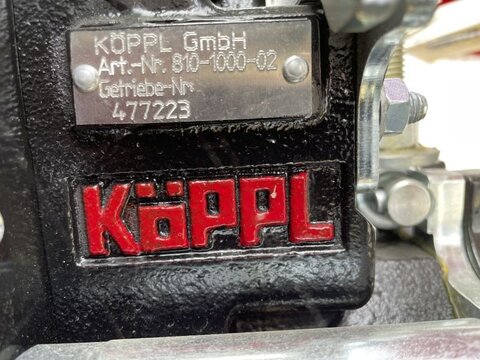 KÖPPL GmbH
Art.-Nr. 810-1000-02
Getriebe-Nr.
477223
KÖPPL